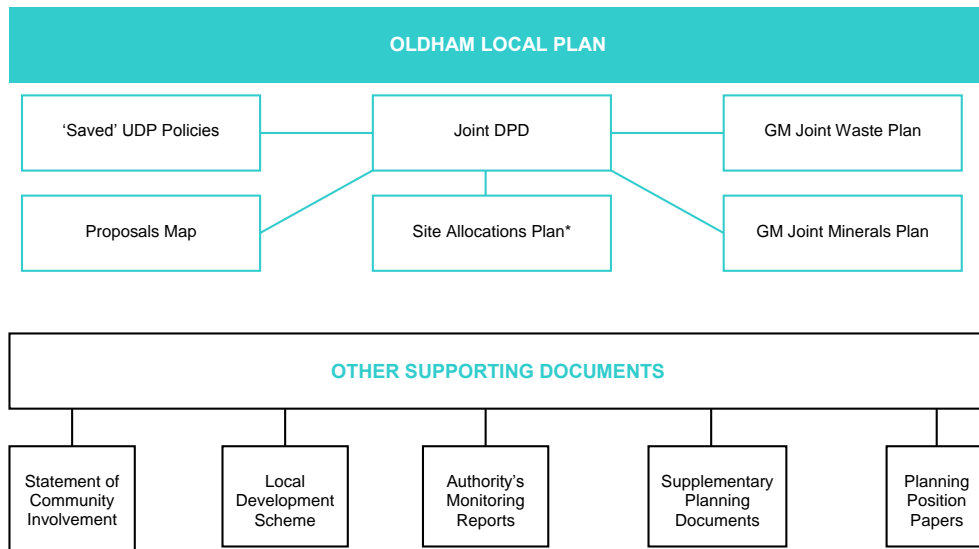 OLDHAM LOCAL PLAN
‘Saved’ UDP Policies
Joint DPD
GM Joint Waste Plan
Proposals Map
Site Allocations Plan*
GM Joint Minerals Plan
OTHER SUPPORTING DOCUMENTS
Statement of
Community
Involvement
Local
Development
Scheme
Authority’s
Monitoring
Reports
Supplementary
Planning
Documents
Planning
Position
Papers